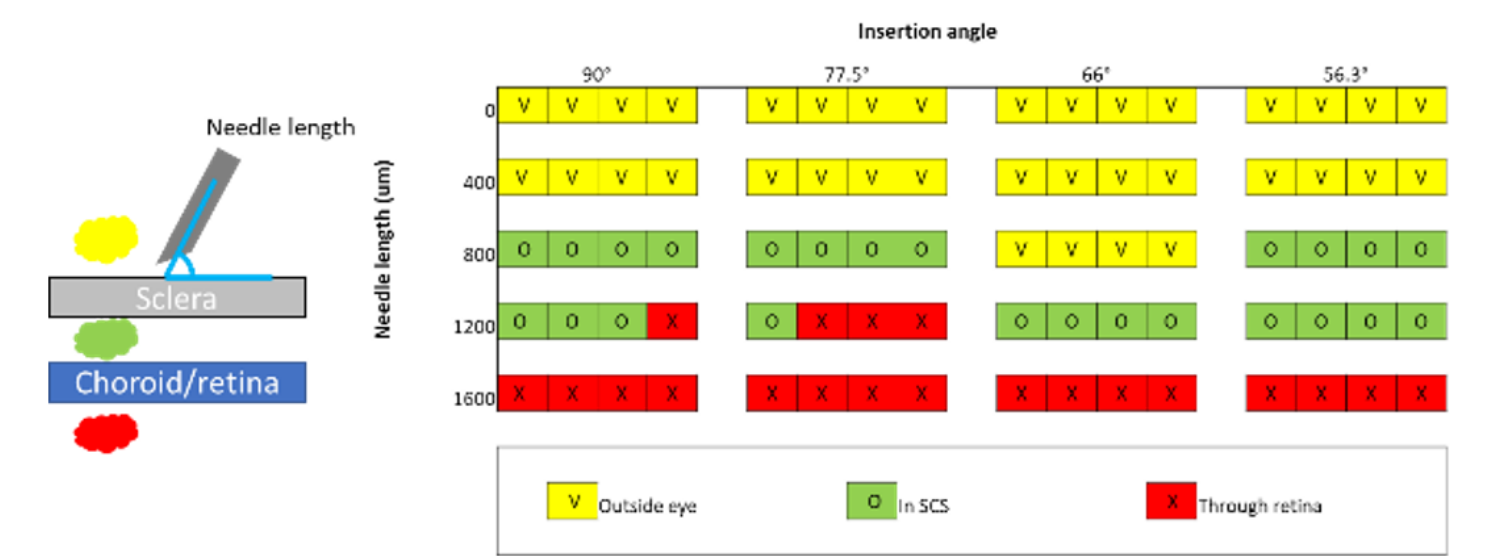 Insertion angle
90° 77.5° 66° 56.3°
Needle length
Needle length (um)
0 V V V V V V V V V V V V V V V V
400 V V V V V V V V V V V V V V V V
800 O O O O O O O O V V V V O O O O
1200 O O O X O X X X O O O O O O O O
1600 X X X X X X X X X X X X X X X X
Sclera
Choroid/retina
V Outside eye O In SCS X Through retina